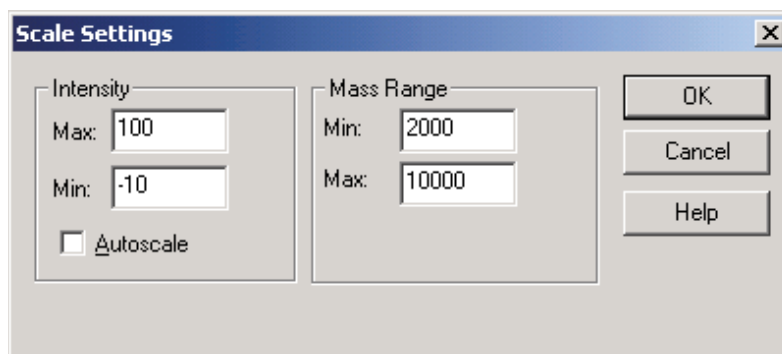 Scale Settings
Intensity
Max: 100
Min: -10
Autoscale
Mass Range
Min: 2000
Max: 10000
OK
Cancel
Help